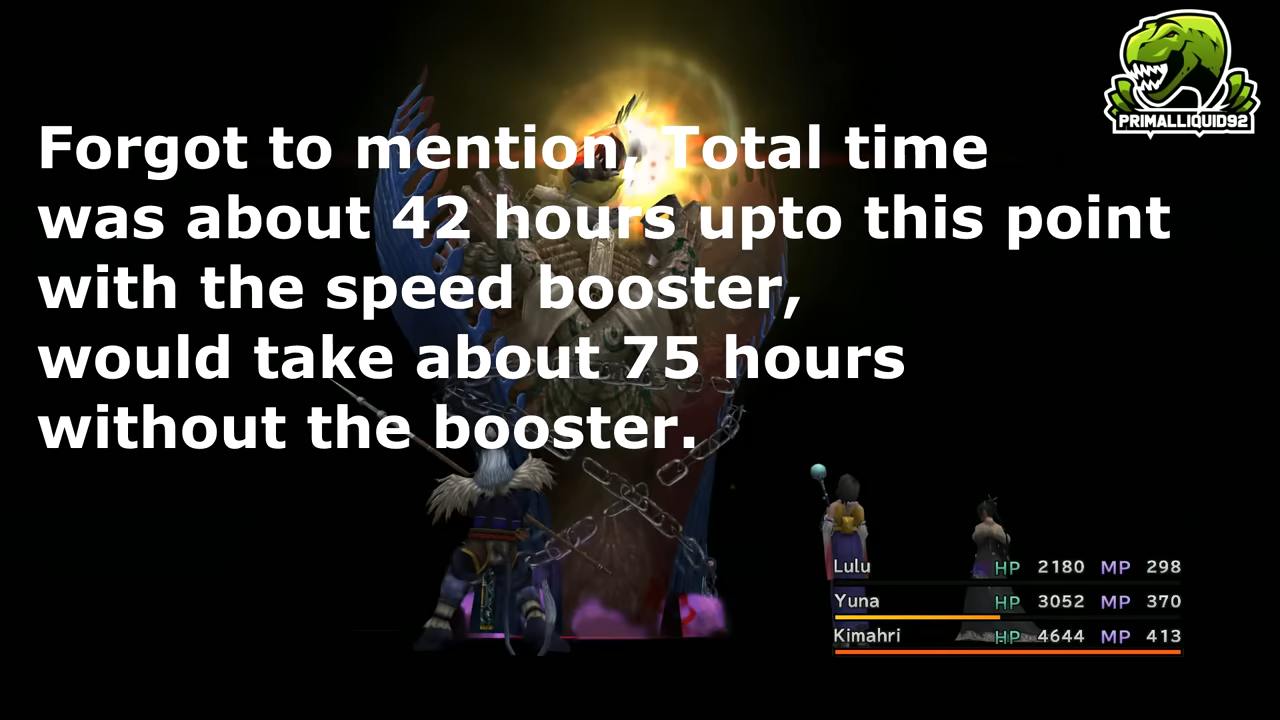 PRIMALLIQUID92
Forgot to mention, Total time
was about 42 hours upto this point
with the speed booster,
would take about 75 hours
without the booster.
Lulu HP 2180 MP 298
Yuna HP 3052 MP 370
Kimahri HP 4644 MP 413